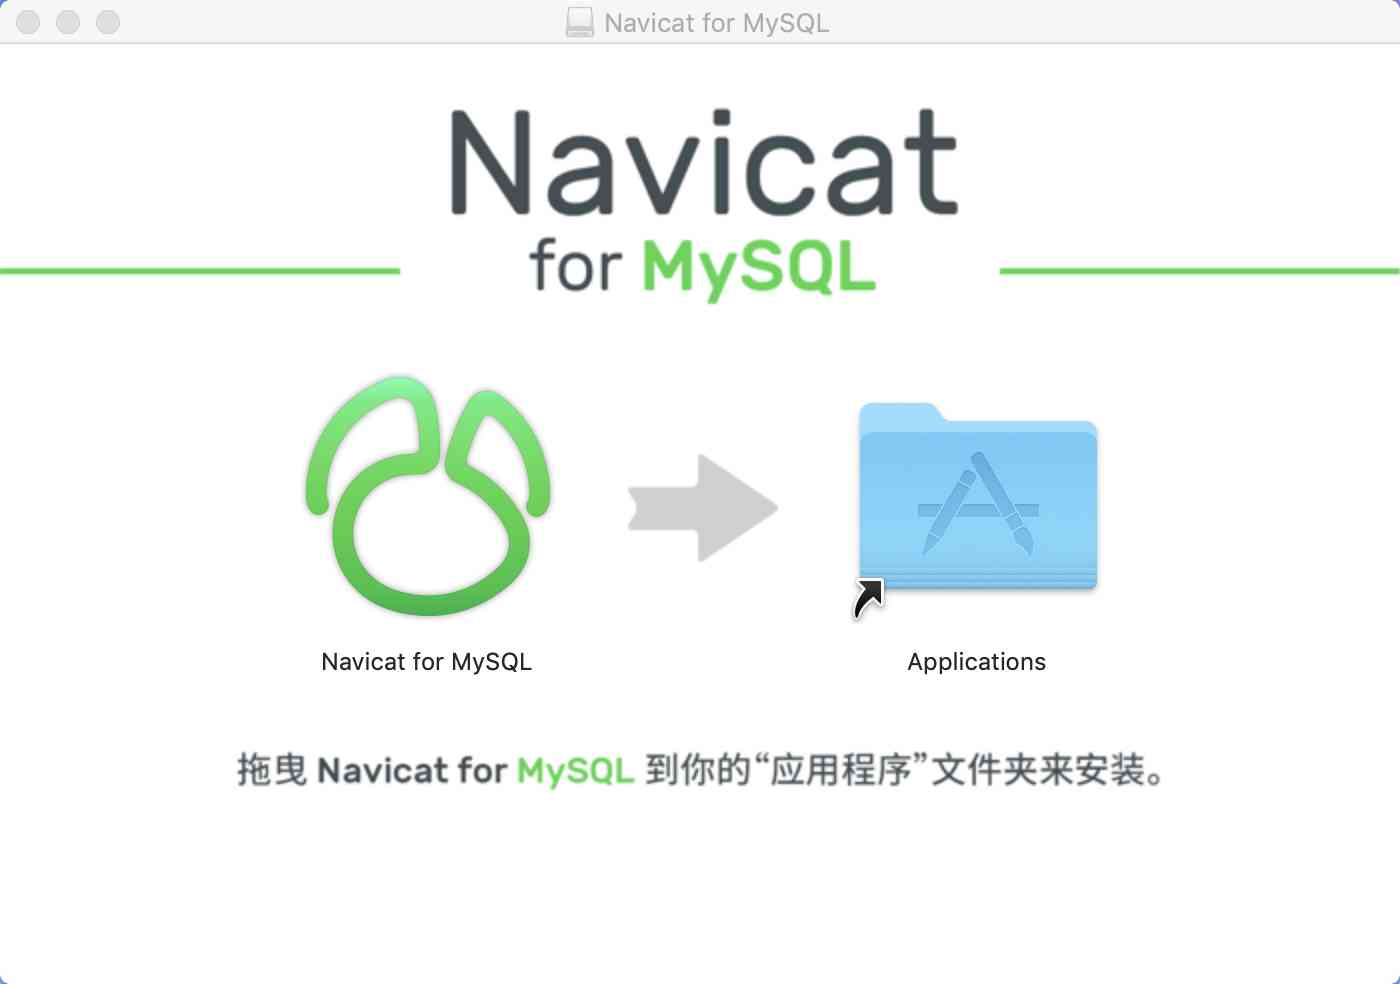 Navicat for MySQL
Navicat
for MySQL
Navicat for MySQL
Applications
拖曳 Navicat for MySQL 到你的“应用程序”文件夹来安装。